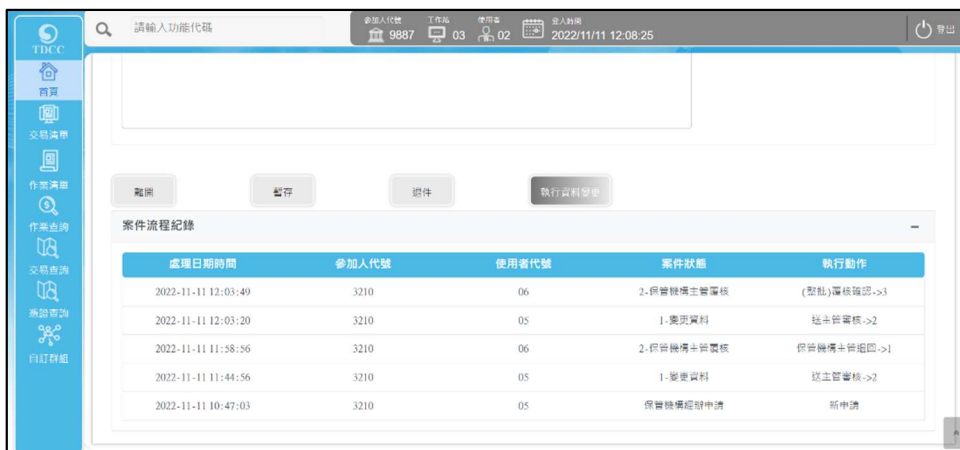 TDCC
請輸入功能代碼
參加人代號 9887
工作站 03
使用者 02
登入時間 2022/11/11 12:08:25
登出
首頁
交易清單
作業清單
作業查詢
交易查詢
帳證查詢
自訂群組
離開 暫存 退件 執行資料變更
案件流程紀錄
處理日期時間 參加人代號 使用者代號 案件狀態 執行動作
2022-11-11 12:03:49 3210 06 2-保管機構主管覆核 (整批)覆核確認->3
2022-11-11 12:03:20 3210 05 1-變更資料 送主管審核->2
2022-11-11 11:58:56 3210 06 2-保管機構主管覆核 保管機構主管退回->1
2022-11-11 11:44:56 3210 05 1-變更資料 送主管審核->2
2022-11-11 10:47:03 3210 05 保管機構經辦申請 新申請